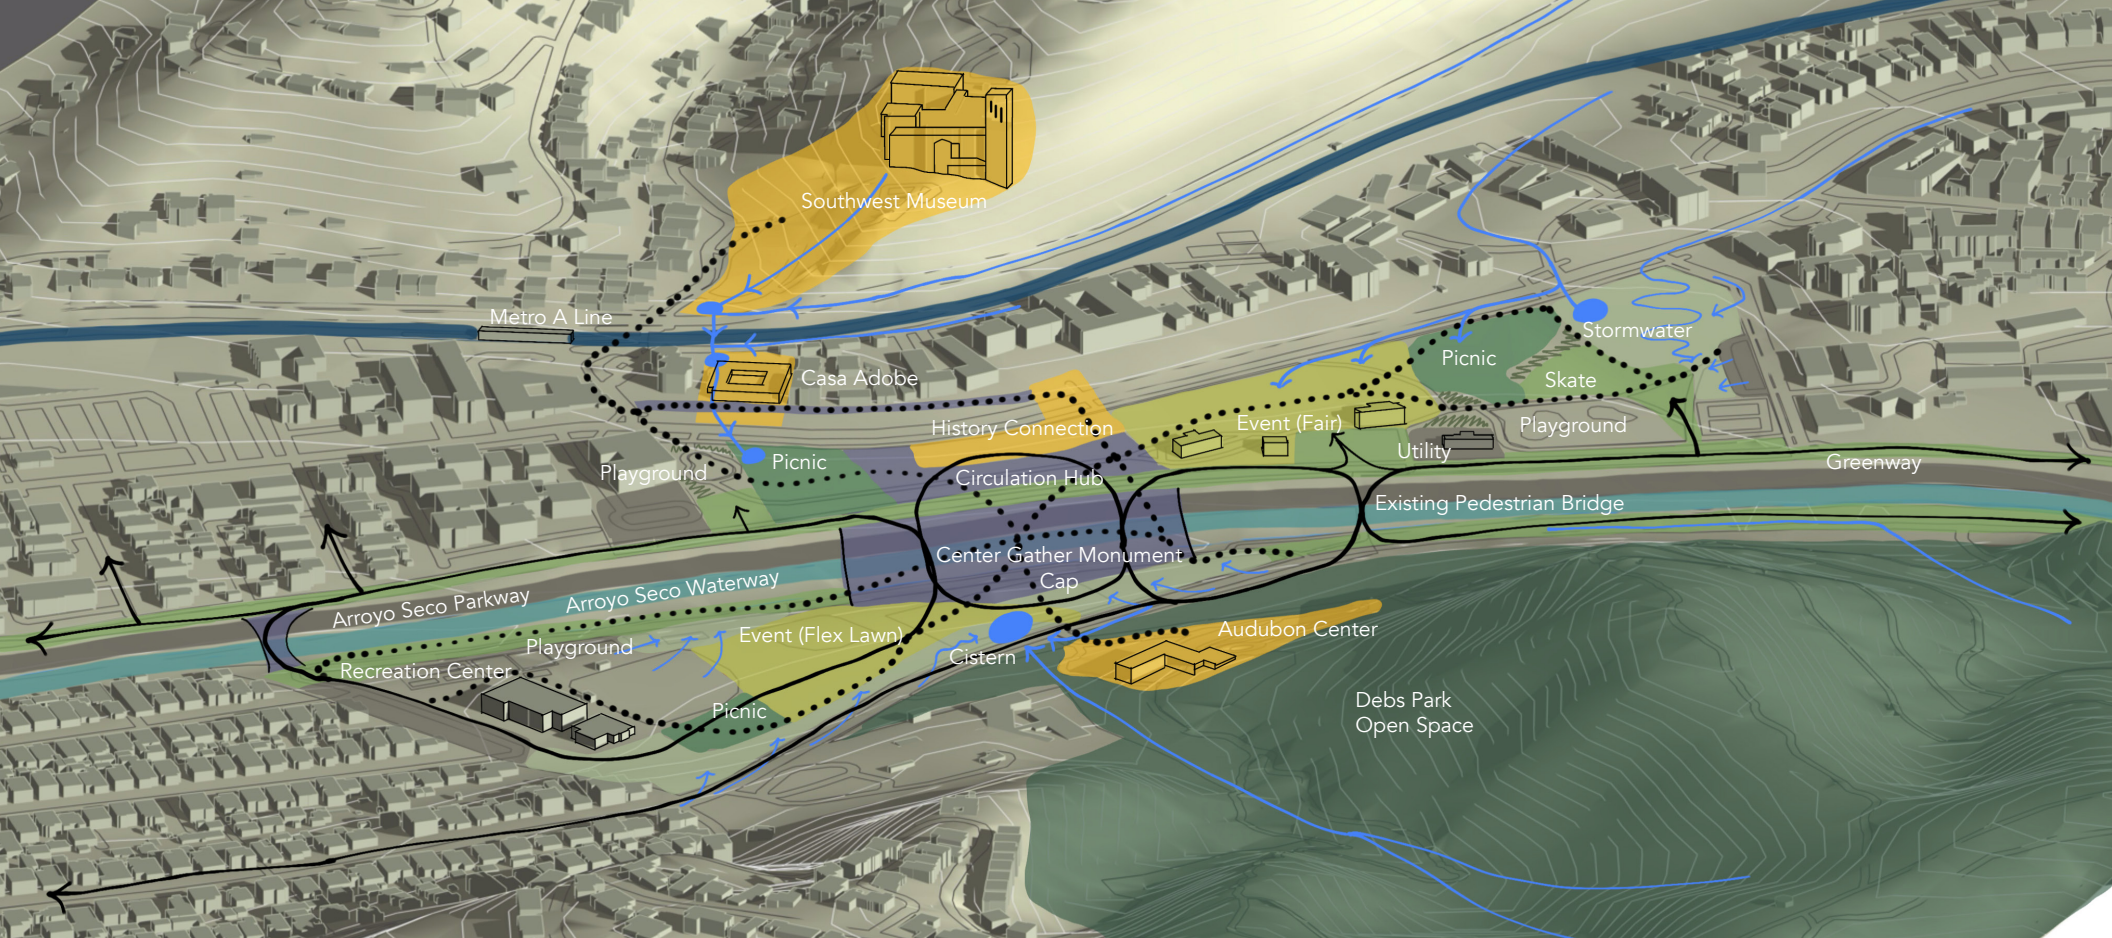 Southwest Museum
Metro A Line
Stormwater
Picnic
Casa Adobe
Skate
Event (Fair)
Playground
History Connection
Utility
Picnic
Greenway
Playground
Circulation Hub
Existing Pedestrian Bridge
Center Gather Monument
Cap
Arroyo Seco Waterway
Arroyo Seco Parkway
Audubon Center
Event (Flex Lawn)
Playground
Cistern
Recreation Center
Picnic
Debs Park
Open Space